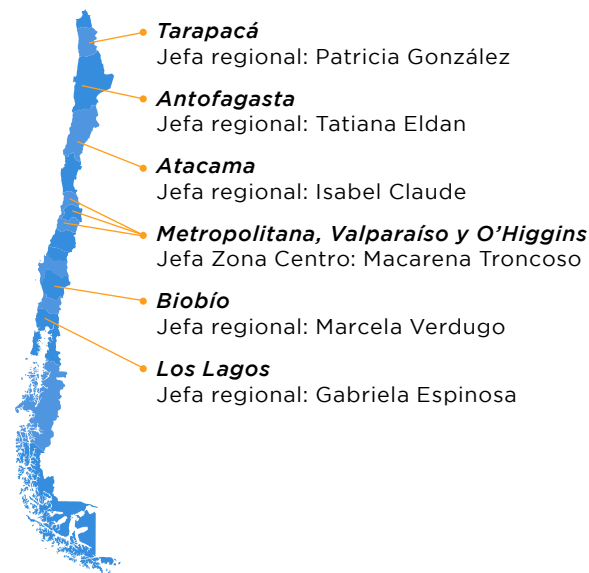 Tarapacá
Jefa regional: Patricia González
Antofagasta
Jefa regional: Tatiana Eldan
Atacama
Jefa regional: Isabel Claude
Metropolitana, Valparaíso y O’Higgins
Jefa Zona Centro: Macarena Troncoso
Biobío
Jefa regional: Marcela Verdugo
Los Lagos
Jefa regional: Gabriela Espinosa